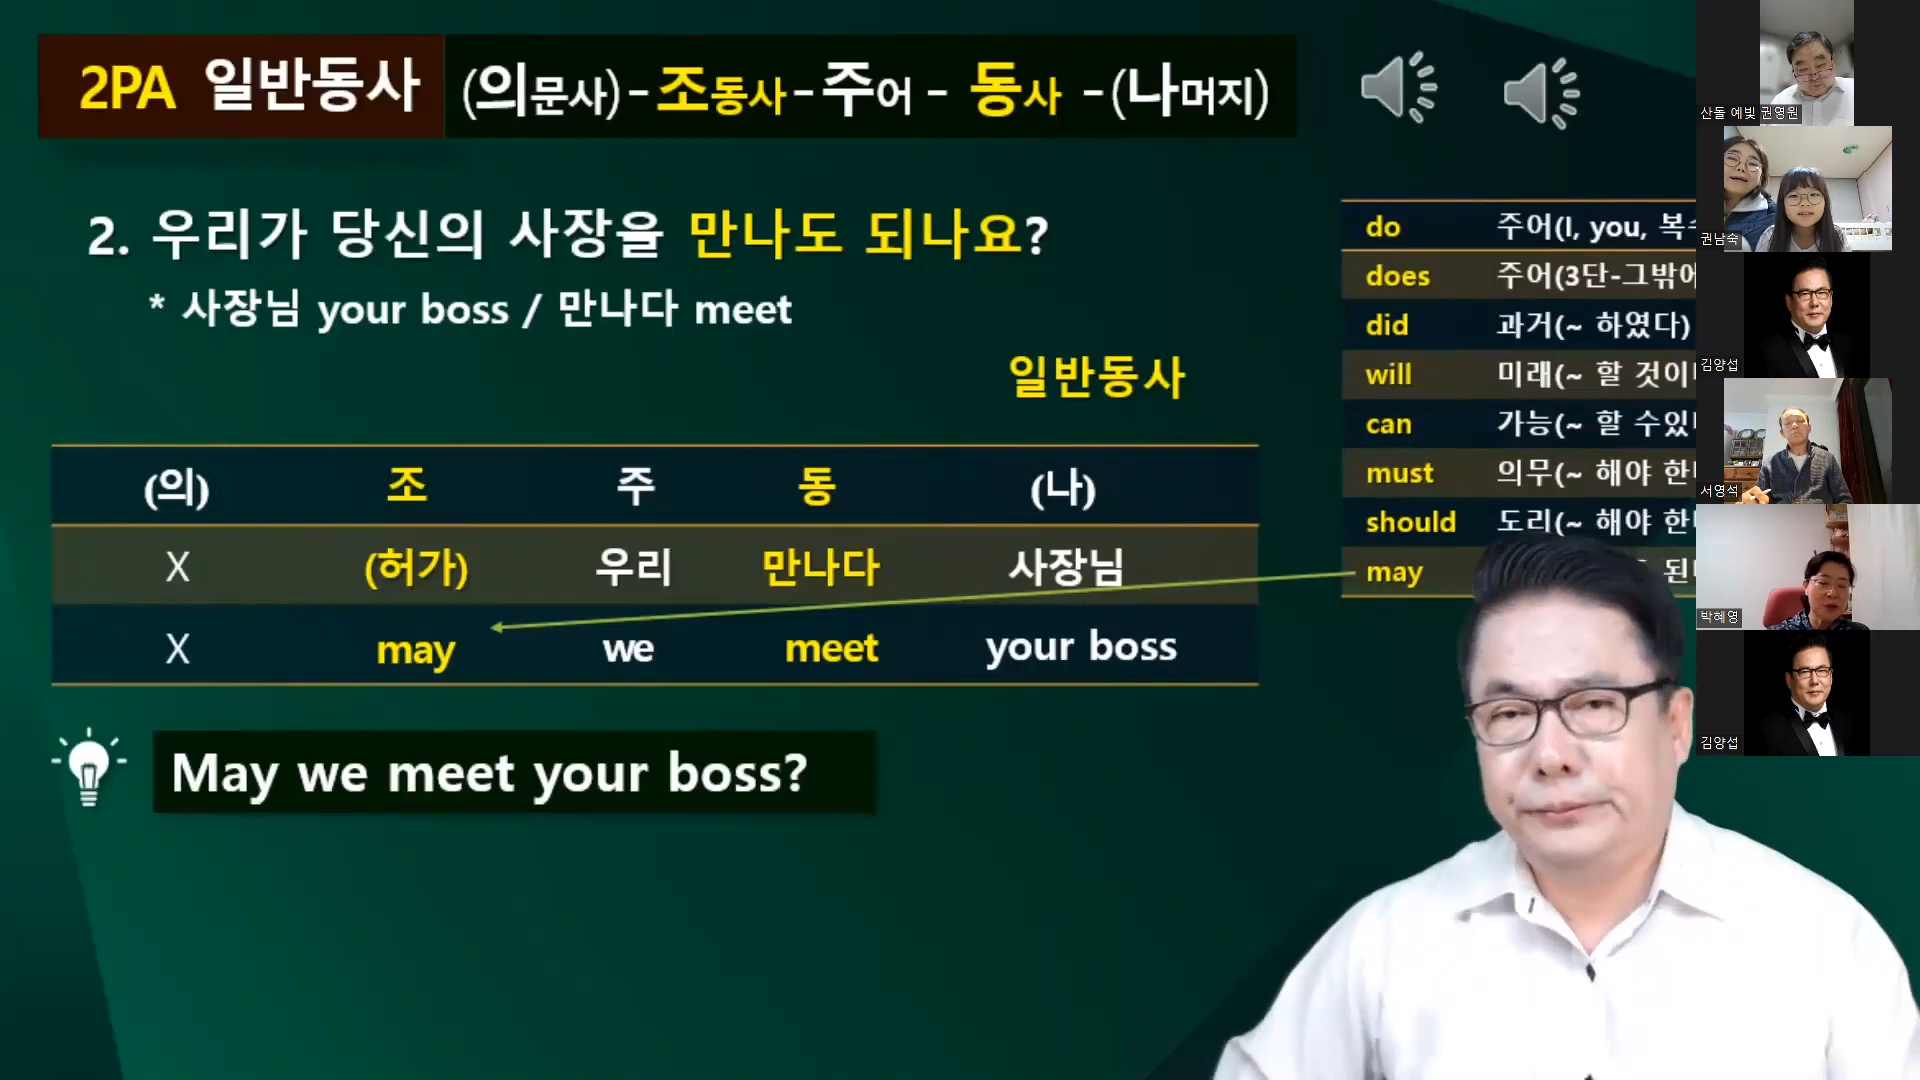 2PA 일반동사 (의문사)-조동사-주어 - 동사 -(나머지)
2. 우리가 당신의 사장을 만나도 되나요?
* 사장님 your boss / 만나다 meet
일반동사
(의) 조 주 동 (나)
X (허가) 우리 만나다 사장님
X may we meet your boss
May we meet your boss?
do 주어(I, you,
does 주어(3단-그밖에
did 과거(~ 하였다)
will 미래(~ 할 것이
can 가능(~ 할 수있
must 의무(~ 해야 한
should 도리(~ 해야 한
may 된
산돌 예빛 권영원
권남숙
김양섭
서영석
박혜영
김양섭